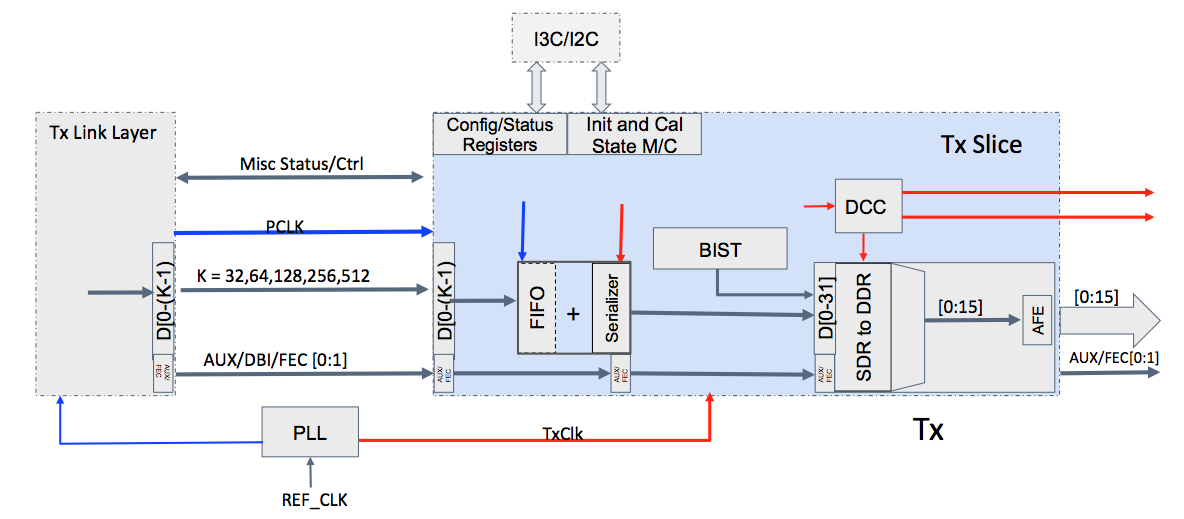 I3C/I2C
Tx Link Layer
Config/Status
Registers
Init and Cal
State M/C
Tx Slice
Misc Status/Ctrl
DCC
PCLK
BIST
D[0-(K-1)
K = 32,64,128,256,512
D[0-(K-1)
FIFO
+
Serializer
D[0-31]
SDR to DDR
[0:15]
AFE
[0:15]
AUX/
FEC
AUX/DBI/FEC [0:1]
AUX/
FEC
AUX/
FEC
AUX/
FEC
AUX/FEC[0:1]
PLL
TxClk
Tx
REF_CLK